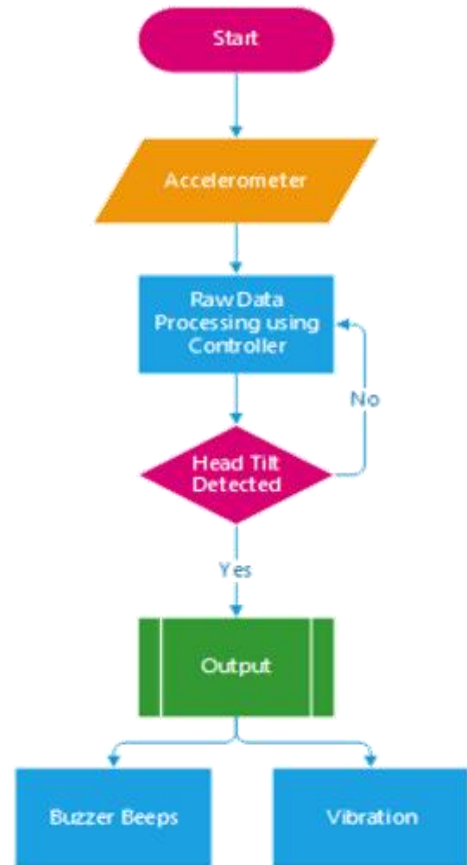 Start
Accelerometer
Raw Data
Processing using
Controller
No
Head Tilt
Detected
Yes
Output
Buzzer Beeps
Vibration